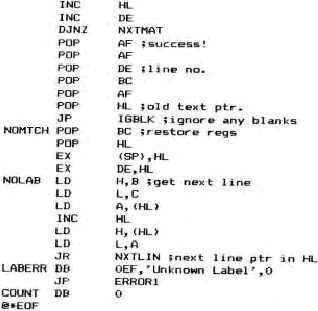 INC HL
INC DE
DJNZ NXTMAT
POP AF ;success!
POP AF
POP DE ;line no.
POP BC
POP AF
POP HL ;old text ptr.
JP IGBLK ;ignore any blanks
NOMTCH POP BC ;restore regs
POP HL
EX (SP),HL
EX DE,HL
NOLAB LD H,B ;get next line
LD L,C
LD A,(HL)
INC HL
LD H,(HL)
LD L,A
JR NXTLIN ;next line ptr in HL
LABERR DB 0EF,'Unknown Label',0
JP ERROR1
COUNT DB 0
@*EOF